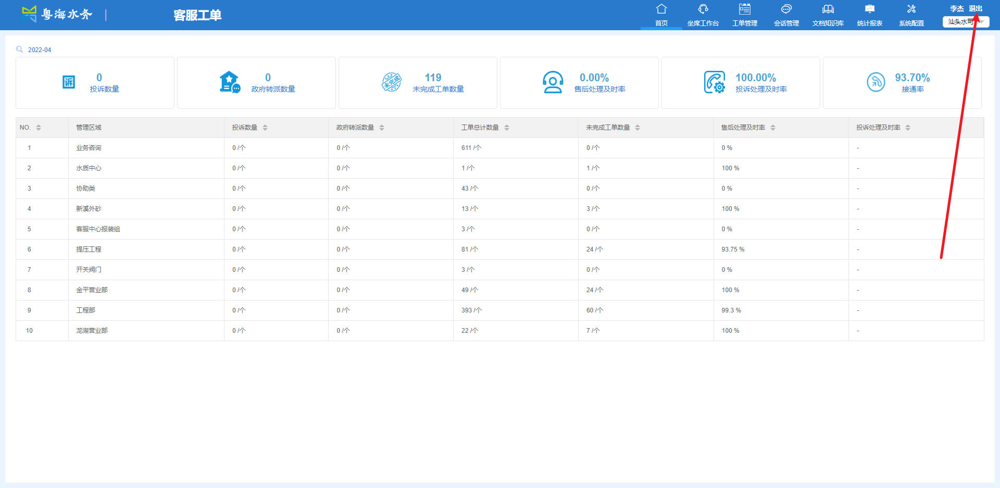 粤海水务
客服工单
首页 坐席工作台 工单管理 会话管理 文档知识库 统计报表 系统配置
李杰 退出
汕头水司
2022-04
诉 0 投诉数量
0 政府转派数量
未完成 119 未完成工单数量
0.00% 售后处理及时率
100.00% 投诉处理及时率
93.70% 接通率
NO. 管理区域 投诉数量 政府转派数量 工单总计数量 未完成工单数量 售后处理及时率 投诉处理及时率
1 业务咨询 0 /个 0 /个 611 /个 0 /个 0 % -
2 水质中心 0 /个 0 /个 1 /个 1 /个 100 % -
3 协助类 0 /个 0 /个 43 /个 0 /个 0 % -
4 新溪外砂 0 /个 0 /个 13 /个 3 /个 100 % -
5 客服中心报装组 0 /个 0 /个 3 /个 0 /个 0 % -
6 提压工程 0 /个 0 /个 81 /个 24 /个 93.75 % -
7 开关阀门 0 /个 0 /个 3 /个 0 /个 0 % -
8 金平营业部 0 /个 0 /个 49 /个 24 /个 100 % -
9 工程部 0 /个 0 /个 393 /个 60 /个 99.3 % -
10 龙湖营业部 0 /个 0 /个 22 /个 7 /个 100 % -